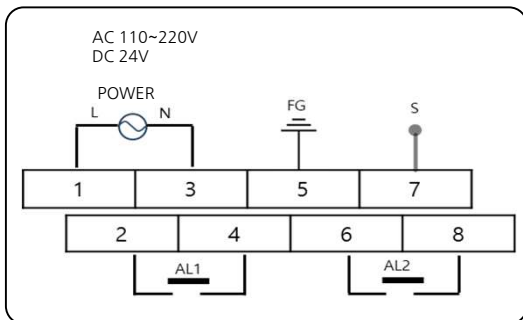 AC 110~220V
DC 24V
POWER
L N
FG
S
1 3 5 7
2 4 6 8
AL1 AL2